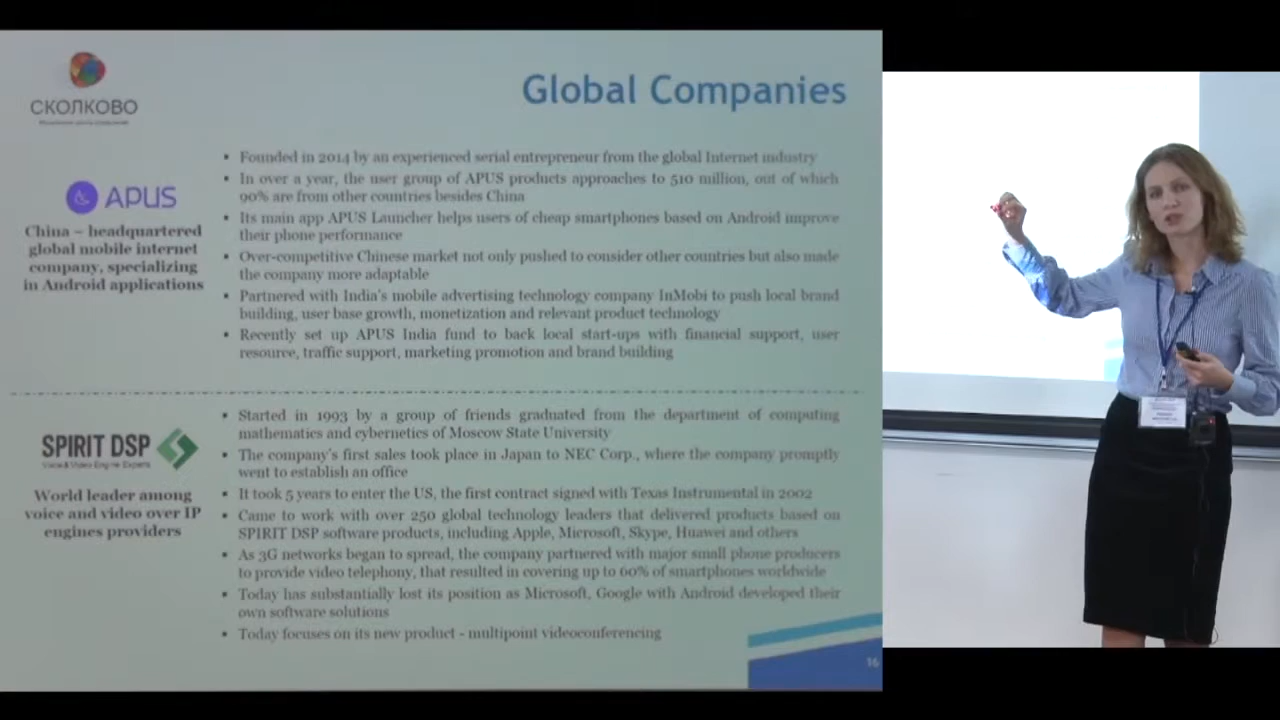 СКОЛКОВО
Global Companies
APUS
China – headquartered
global mobile internet
company, specializing
in Android applications
▪ Founded in 2014 by an experienced serial entrepreneur from the global Internet industry
▪ In over a year, the user group of APUS products approaches to 510 million, out of which
90% are from other countries besides China
▪ Its main app APUS Launcher helps users of cheap smartphones based on Android improve
their phone performance
▪ Over-competitive Chinese market not only pushed to consider other countries but also made
the company more adaptable
▪ Partnered with India's mobile advertising technology company InMobi to push local brand
building, user base growth, monetization and relevant product technology
▪ Recently set up APUS India fund to back local start-ups with financial support, user
resource, traffic support, marketing promotion and brand building
SPIRIT DSP
Voice & Video Engine Experts
World leader among
voice and video over IP
engines providers
▪ Started in 1993 by a group of friends graduated from the department of computing
mathematics and cybernetics of Moscow State University
▪ The company's first sales took place in Japan to NEC Corp., where the company promptly
went to establish an office
▪ It took 5 years to enter the US, the first contract signed with Texas Instrumental in 2002
▪ Came to work with over 250 global technology leaders that delivered products based on
SPIRIT DSP software products, including Apple, Microsoft, Skype, Huawei and others
▪ As 3G networks began to spread, the company partnered with major small phone producers
to provide video telephony, that resulted in covering up to 60% of smartphones worldwide
▪ Today has substantially lost its position as Microsoft, Google with Android developed their
own software solutions
▪ Today focuses on its new product - multipoint videoconferencing
16